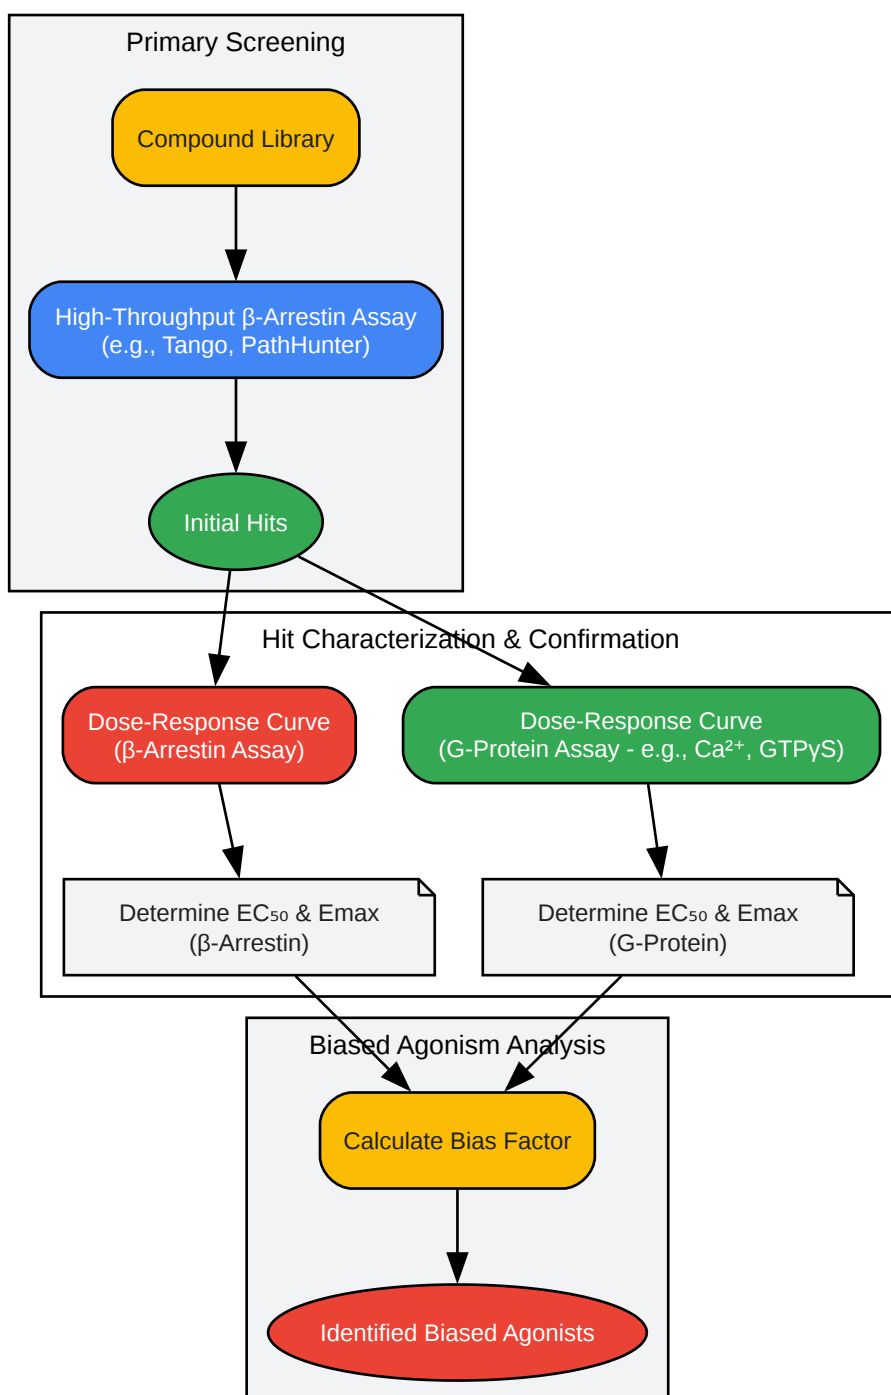 Primary Screening
Compound Library
High-Throughput β-Arrestin Assay
(e.g., Tango, PathHunter)
Initial Hits
Hit Characterization & Confirmation
Dose-Response Curve
(β-Arrestin Assay)
Dose-Response Curve
(G-Protein Assay - e.g., Ca²⁺, GTPγS)
Determine EC₅₀ & Emax
(β-Arrestin)
Determine EC₅₀ & Emax
(G-Protein)
Biased Agonism Analysis
Calculate Bias Factor
Identified Biased Agonists